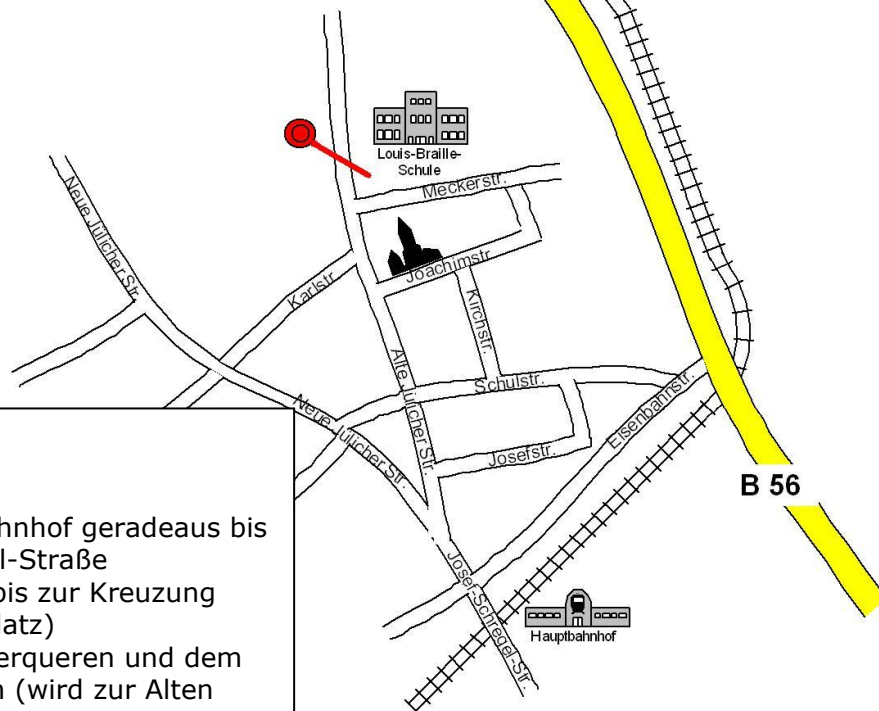 Louis-Braille-
Schule
Meckerstr.
Neue Jülicher Str.
Joachimstr
Karlstr.
Kirchstr.
Alte Jülicher Str.
Schulstr.
Neue Jülicher Str.
Eisenbahnstr.
Josefstr.
B 56
Josef-Schregel-Str.
Hauptbahnhof
hnhof geradeaus bis
l-Straße
bis zur Kreuzung
latz)
erqueren und dem
n (wird zur Alten